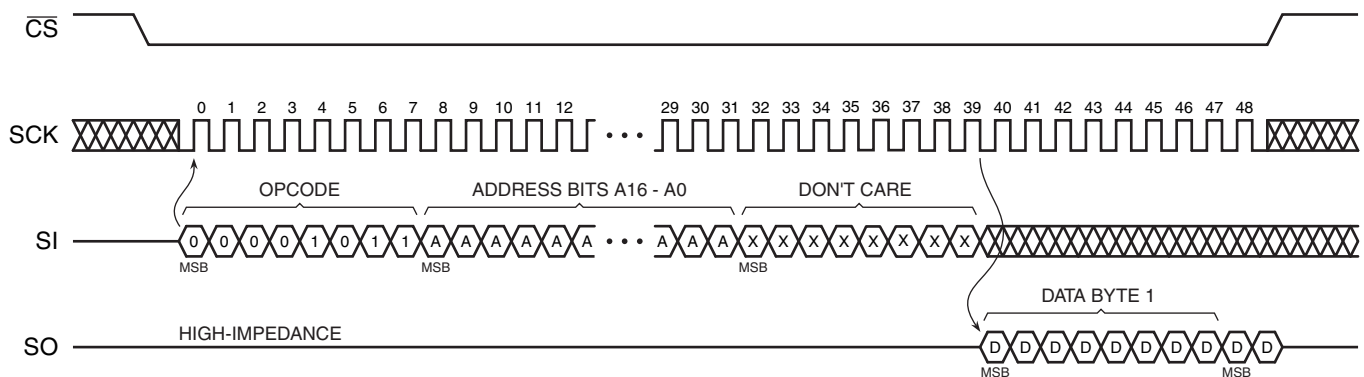 CS
0 1 2 3 4 5 6 7 8 9 10 11 12 29 30 31 32 33 34 35 36 37 38 39 40 41 42 43 44 45 46 47 48
SCK
OPCODE ADDRESS BITS A16 - A0 DON'T CARE
SI 0 0 0 0 1 0 1 1 A A A A A A A A A X X X X X X X X
MSB MSB MSB
DATA BYTE 1
HIGH-IMPEDANCE
SO D D D D D D D D D D
MSB MSB